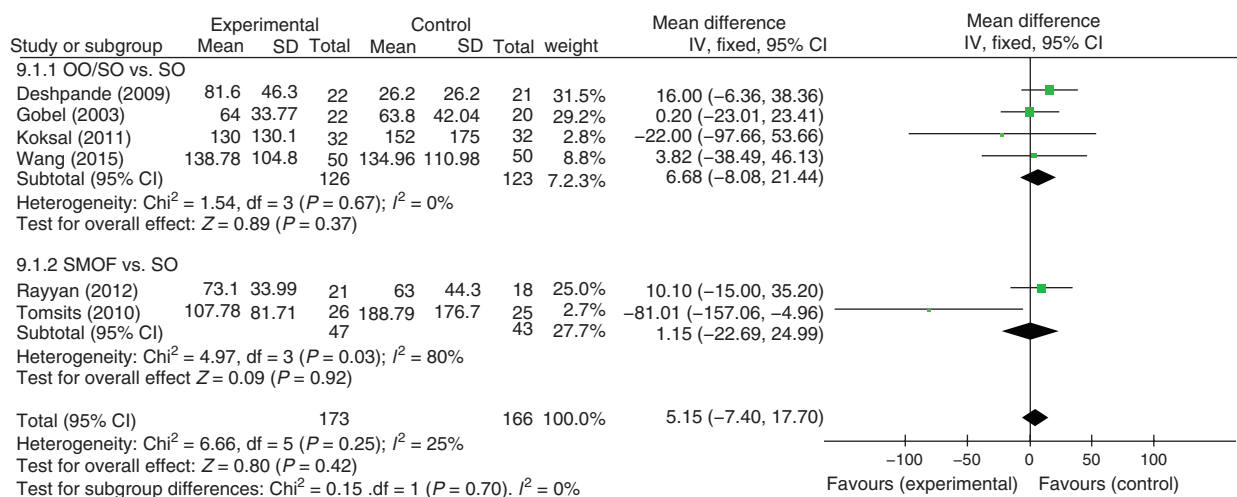 Experimental Control Mean difference Mean difference
Study or subgroup Mean SD Total Mean SD Total weight IV, fixed, 95% CI IV, fixed, 95% CI
9.1.1 OO/SO vs. SO
Deshpande (2009) 81.6 46.3 22 26.2 26.2 21 31.5% 16.00 (−6.36, 38.36)
Gobel (2003) 64 33.77 22 63.8 42.04 20 29.2% 0.20 (−23.01, 23.41)
Koksal (2011) 130 130.1 32 152 175 32 2.8% −22.00 (−97.66, 53.66)
Wang (2015) 138.78 104.8 50 134.96 110.98 50 8.8% 3.82 (−38.49, 46.13)
Subtotal (95% CI) 126 123 7.2.3% 6.68 (−8.08, 21.44)
Heterogeneity: Chi² = 1.54, df = 3 (P = 0.67); I² = 0%
Test for overall effect: Z = 0.89 (P = 0.37)
9.1.2 SMOF vs. SO
Rayyan (2012) 73.1 33.99 21 63 44.3 18 25.0% 10.10 (−15.00, 35.20)
Tomsits (2010) 107.78 81.71 26 188.79 176.7 25 2.7% −81.01 (−157.06, −4.96)
Subtotal (95% CI) 47 43 27.7% 1.15 (−22.69, 24.99)
Heterogeneity: Chi² = 4.97, df = 3 (P = 0.03); I² = 80%
Test for overall effect Z = 0.09 (P = 0.92)
Total (95% CI) 173 166 100.0% 5.15 (−7.40, 17.70)
Heterogeneity: Chi² = 6.66, df = 5 (P = 0.25); I² = 25%
Test for overall effect: Z = 0.80 (P = 0.42)
Test for subgroup differences: Chi² = 0.15 .df = 1 (P = 0.70). I² = 0%
−100 −50 0 50 100
Favours (experimental) Favours (control)